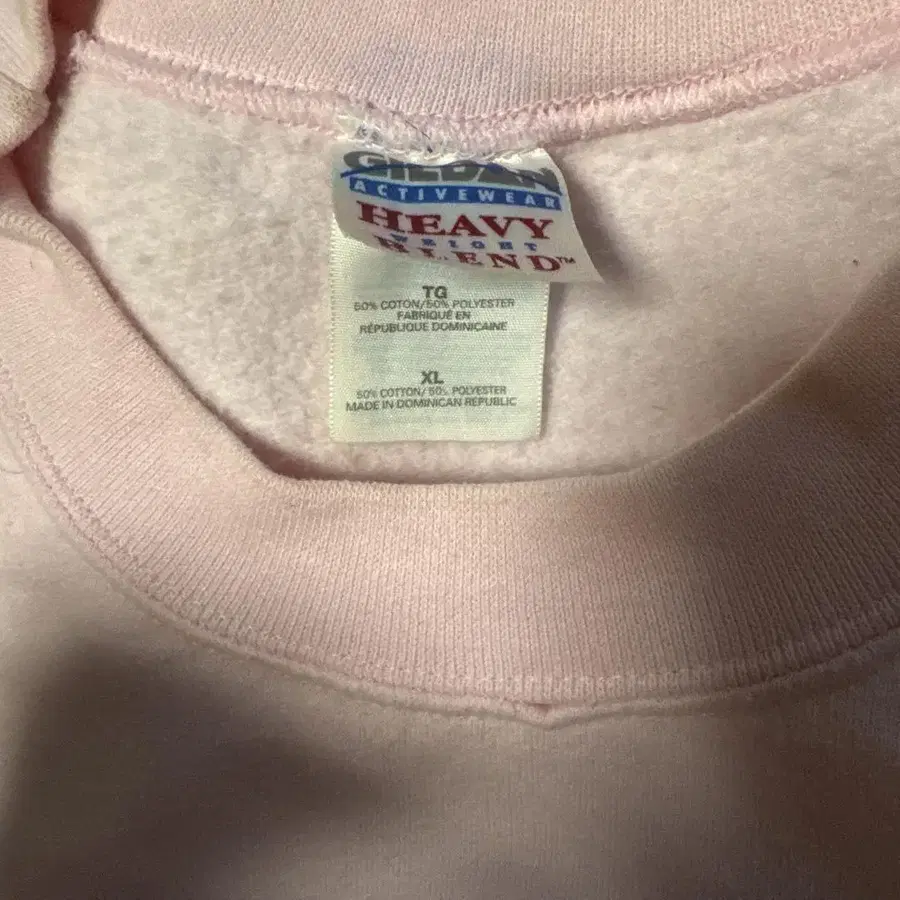 GILDAN
ACTIVEWEAR
HEAVY
WEIGHT
BLEND™
TG
50% COTON/50% POLYESTER
FABRIQUÉ EN
RÉPUBLIQUE DOMINICAINE
XL
50% COTTON/50% POLYESTER
MADE IN DOMINICAN REPUBLIC